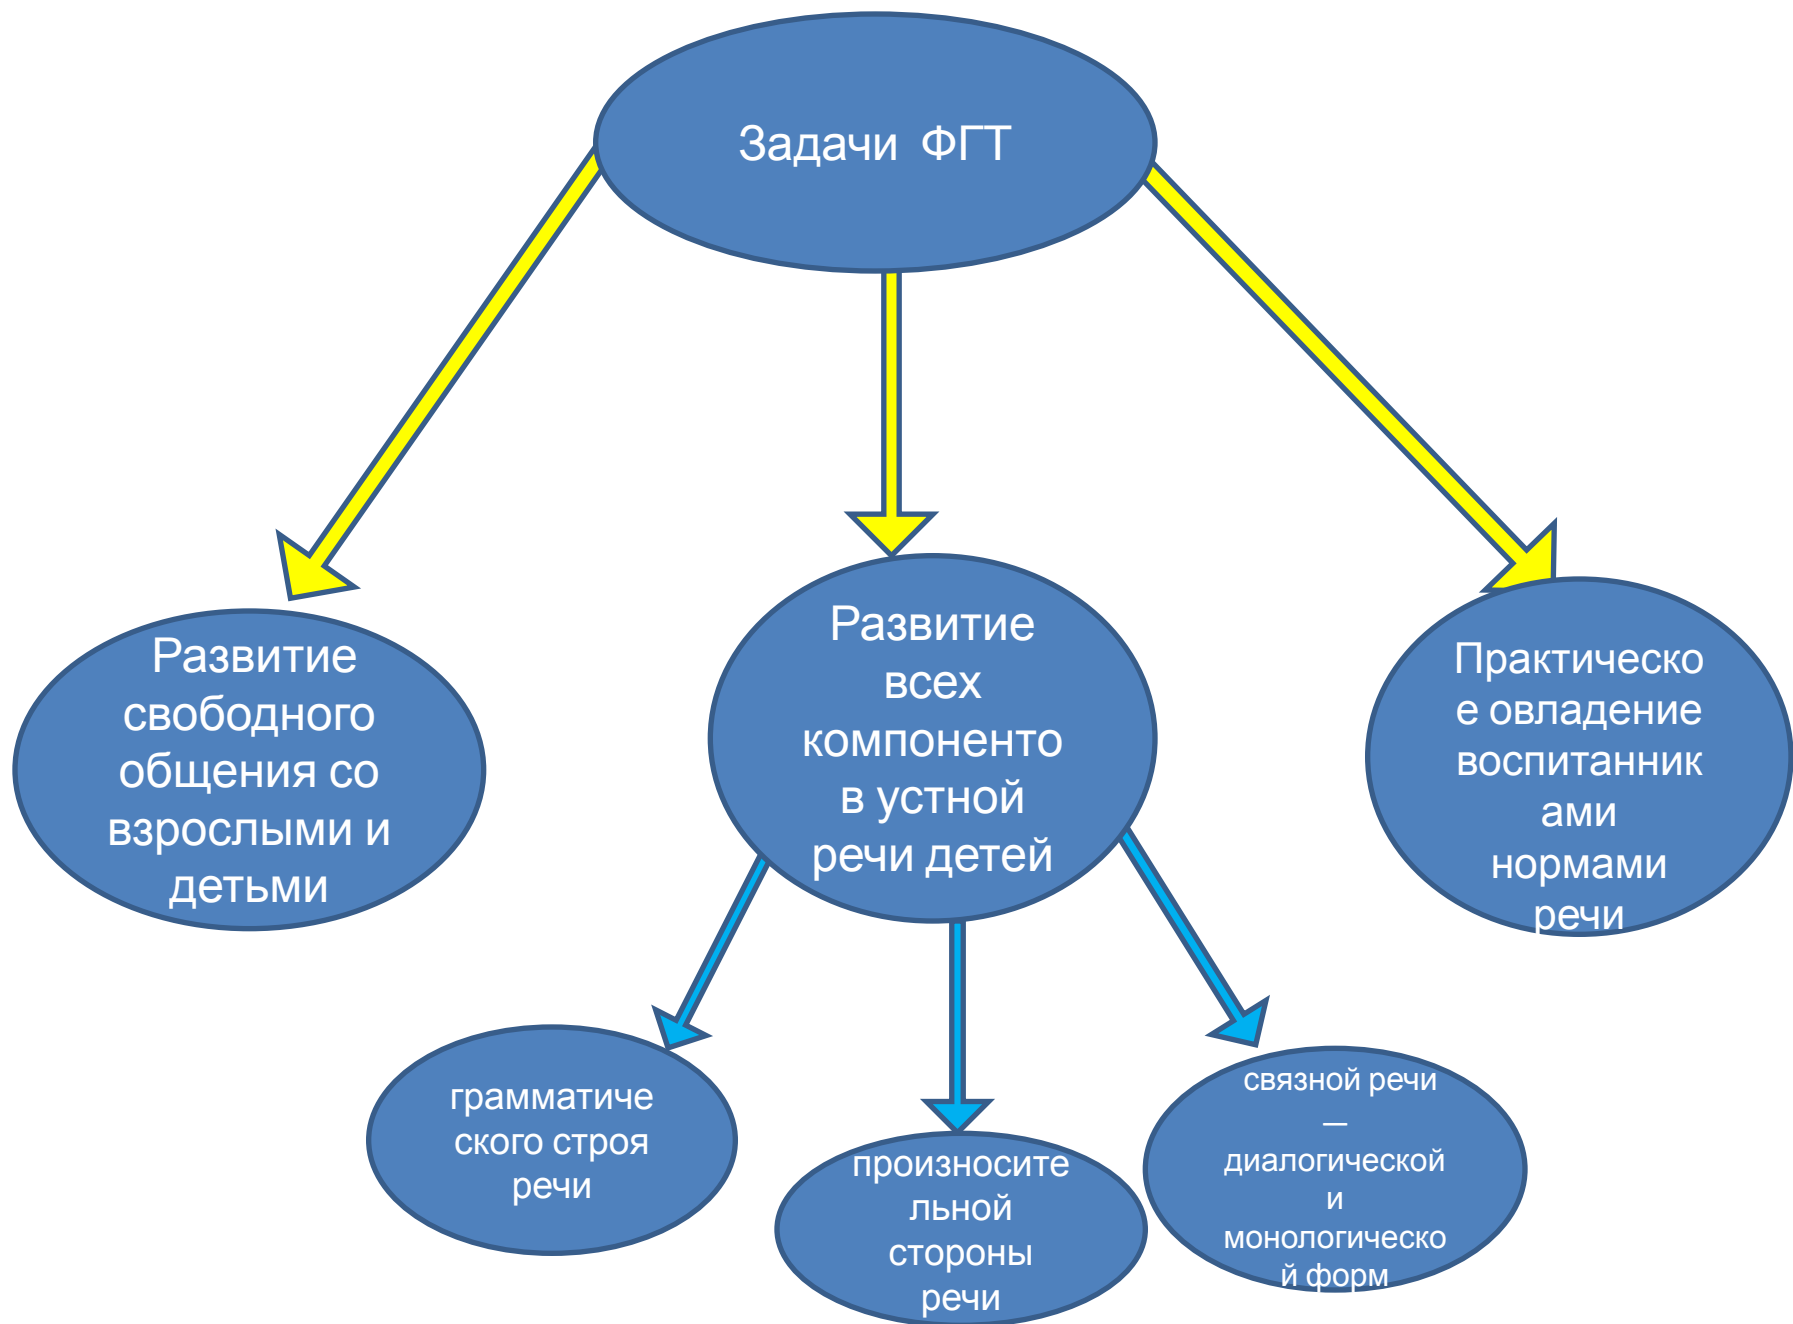 Задачи ФГТ
Развитие
свободного
общения со
взрослыми и
детьми
Развитие
всех
компоненто
в устной
речи детей
Практическо
е овладение
воспитанник
ами
нормами
речи
грамматиче
ского строя
речи
произносите
льной
стороны
речи
связной речи
—
диалогической
и
монологическо
й форм